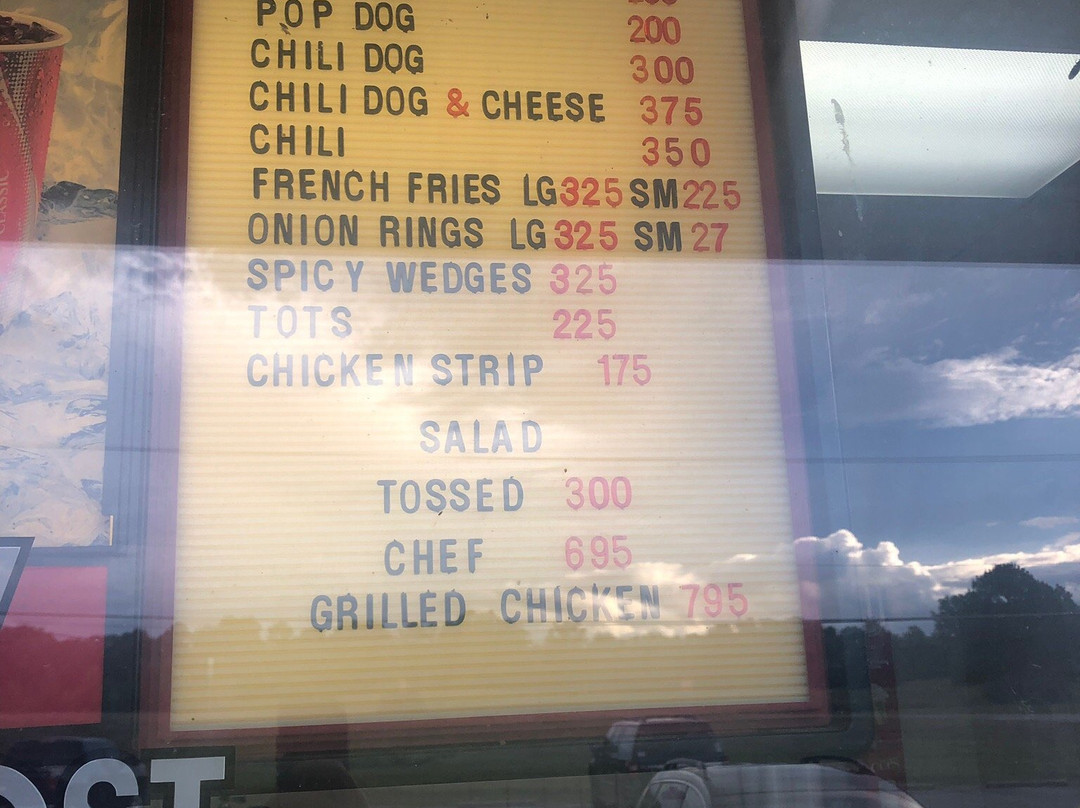 POP DOG 200
CHILI DOG 300
CHILI DOG & CHEESE 375
CHILI 350
FRENCH FRIES LG 325 SM 225
ONION RINGS LG 325 SM 27
SPICY WEDGES 325
TOTS 225
CHICKEN STRIP 175
SALAD
TOSSED 300
CHEF 695
GRILLED CHICKEN 795
OST